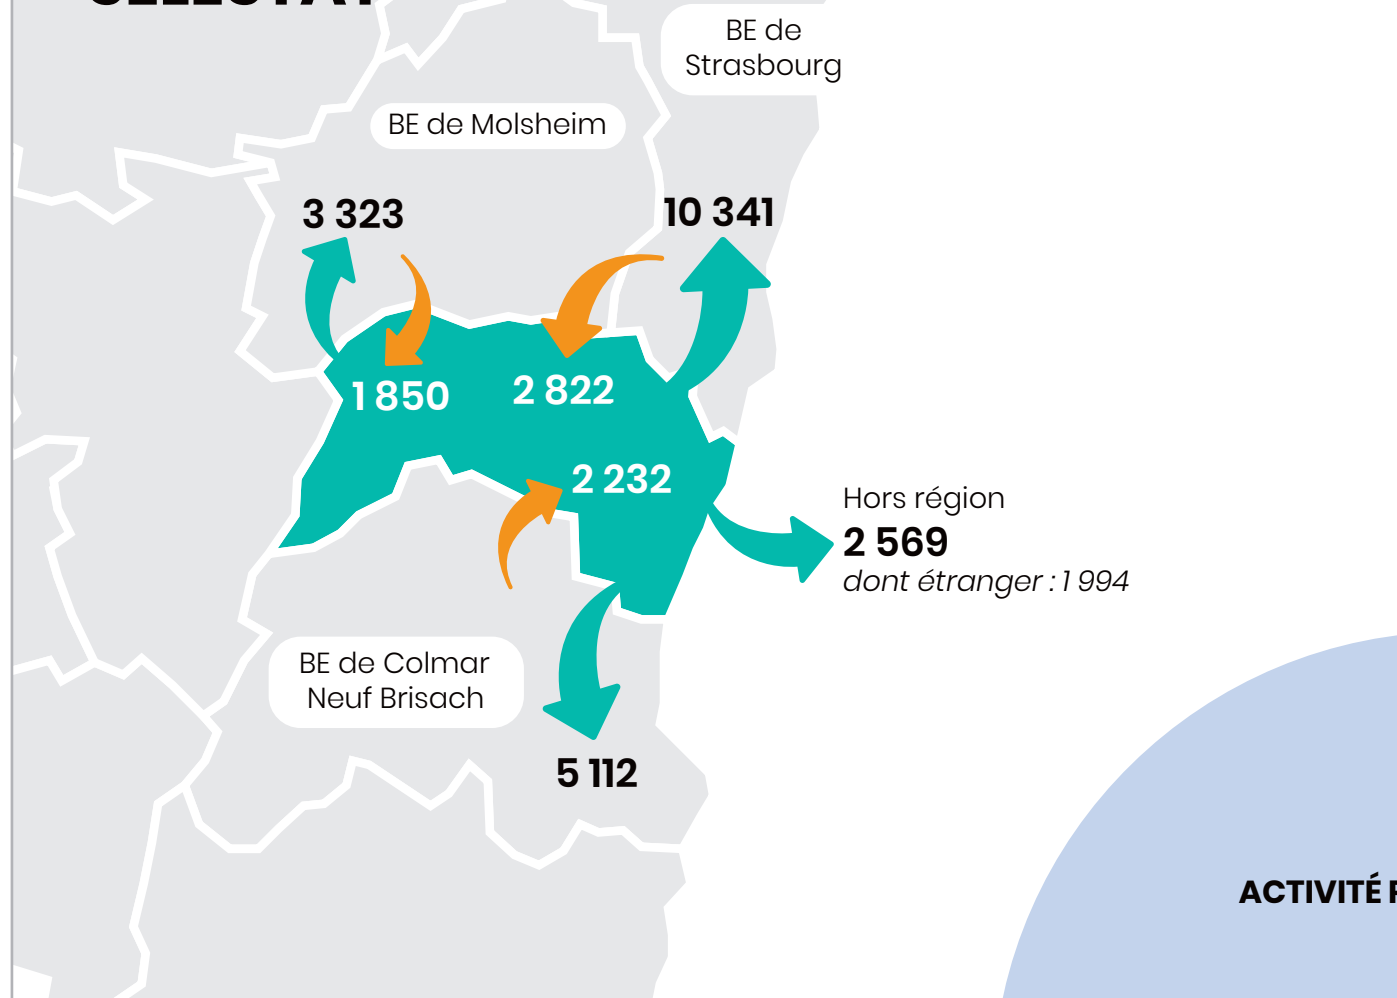 BE de
Strasbourg
BE de Molsheim
3 323
10 341
1 850
2 822
2 232
Hors région
2 569
dont étranger : 1 994
BE de Colmar
Neuf Brisach
5 112
ACTIVITÉ